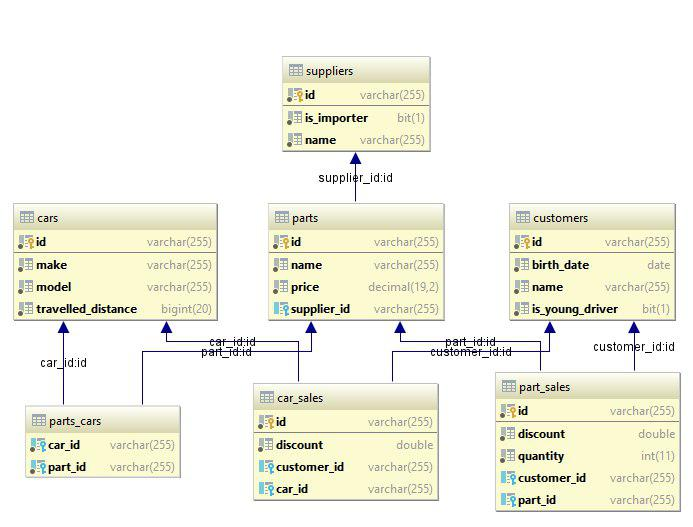 suppliers
id varchar(255)
is_importer bit(1)
name varchar(255)
supplier_id:id
cars
id varchar(255)
make varchar(255)
model varchar(255)
travelled_distance bigint(20)
parts
id varchar(255)
name varchar(255)
price decimal(19,2)
supplier_id varchar(255)
customers
id varchar(255)
birth_date date
name varchar(255)
is_young_driver bit(1)
car_id:id
part_id:id
car_id:id
part_id:id
customer_id:id
customer_id:id
parts_cars
car_id varchar(255)
part_id varchar(255)
car_sales
id varchar(255)
discount double
customer_id varchar(255)
car_id varchar(255)
part_sales
id varchar(255)
discount double
quantity int(11)
customer_id varchar(255)
part_id varchar(255)